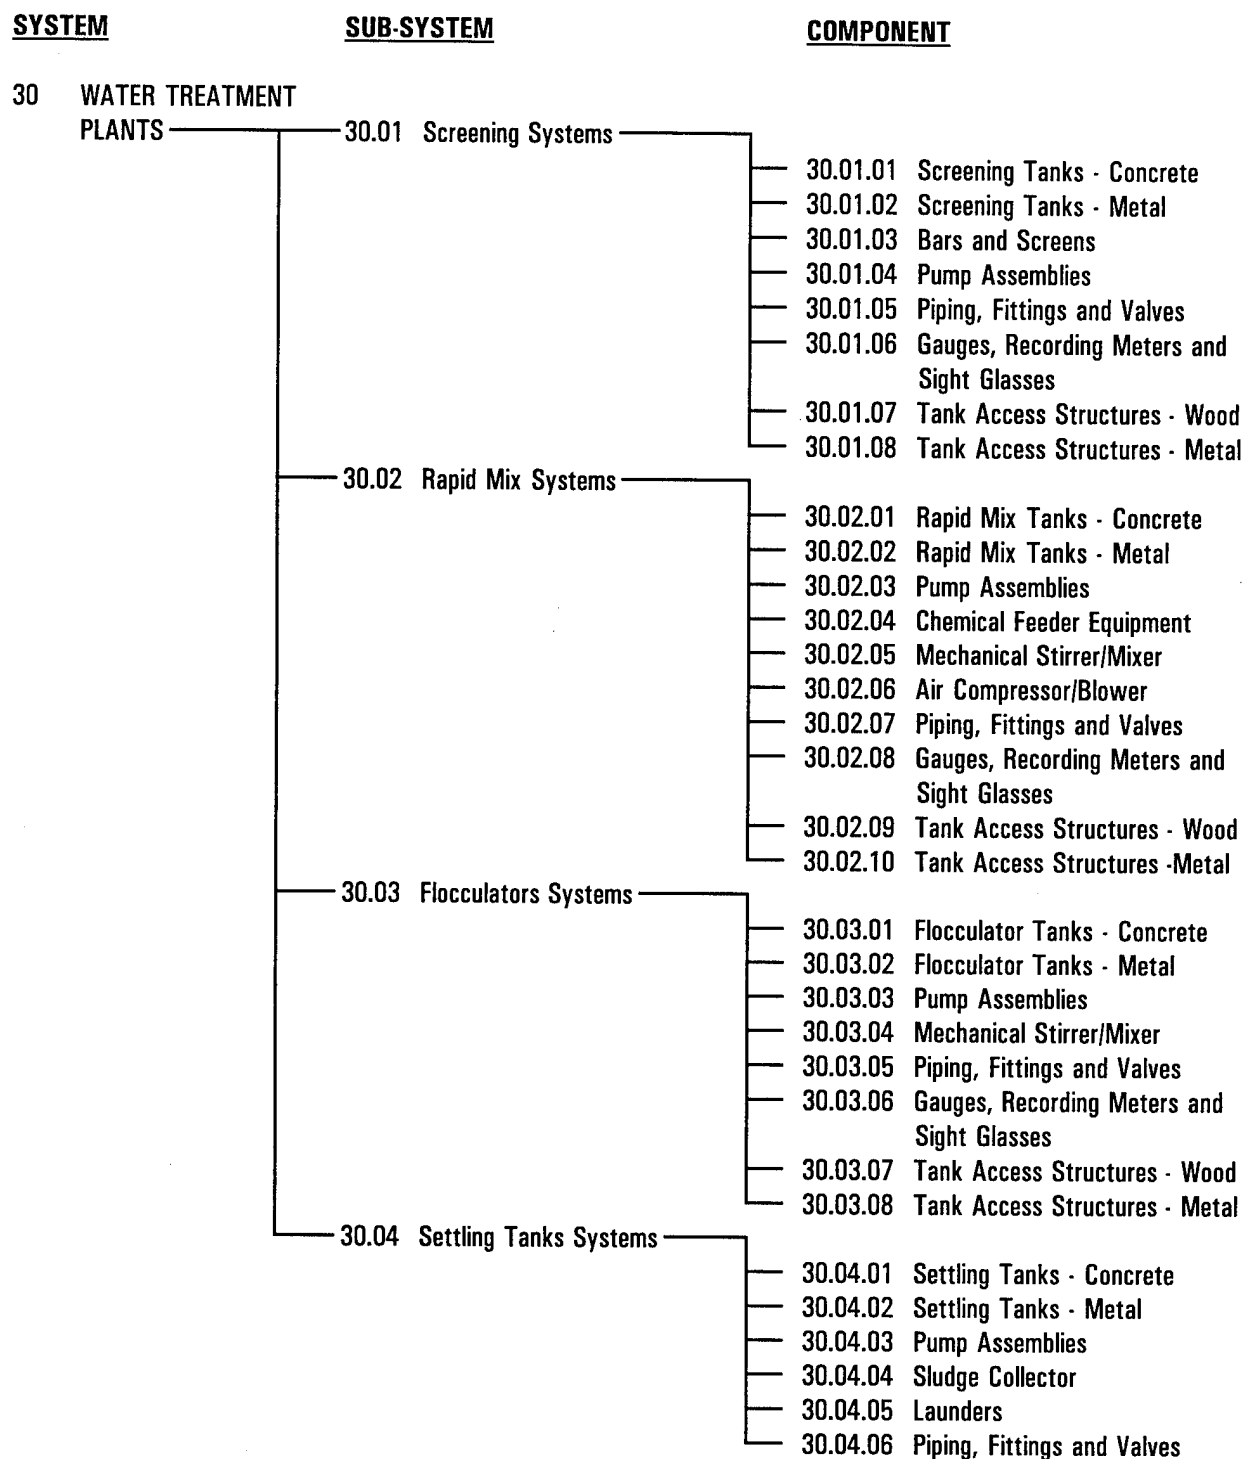 SYSTEM SUB-SYSTEM COMPONENT
30 WATER TREATMENT
PLANTS 30.01 Screening Systems
30.01.01 Screening Tanks - Concrete
30.01.02 Screening Tanks - Metal
30.01.03 Bars and Screens
30.01.04 Pump Assemblies
30.01.05 Piping, Fittings and Valves
30.01.06 Gauges, Recording Meters and
Sight Glasses
30.01.07 Tank Access Structures - Wood
30.01.08 Tank Access Structures - Metal
30.02 Rapid Mix Systems
30.02.01 Rapid Mix Tanks - Concrete
30.02.02 Rapid Mix Tanks - Metal
30.02.03 Pump Assemblies
30.02.04 Chemical Feeder Equipment
30.02.05 Mechanical Stirrer/Mixer
30.02.06 Air Compressor/Blower
30.02.07 Piping, Fittings and Valves
30.02.08 Gauges, Recording Meters and
Sight Glasses
30.02.09 Tank Access Structures - Wood
30.02.10 Tank Access Structures -Metal
30.03 Flocculators Systems
30.03.01 Flocculator Tanks - Concrete
30.03.02 Flocculator Tanks - Metal
30.03.03 Pump Assemblies
30.03.04 Mechanical Stirrer/Mixer
30.03.05 Piping, Fittings and Valves
30.03.06 Gauges, Recording Meters and
Sight Glasses
30.03.07 Tank Access Structures - Wood
30.03.08 Tank Access Structures - Metal
30.04 Settling Tanks Systems
30.04.01 Settling Tanks - Concrete
30.04.02 Settling Tanks - Metal
30.04.03 Pump Assemblies
30.04.04 Sludge Collector
30.04.05 Launders
30.04.06 Piping, Fittings and Valves